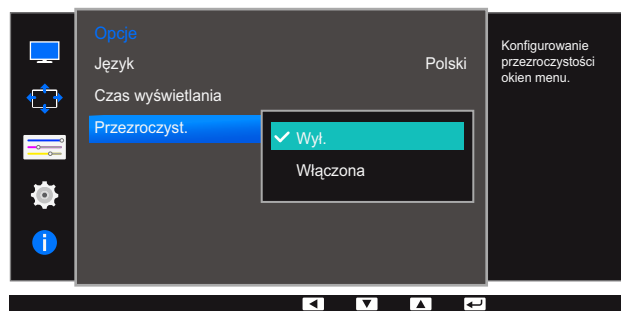 Opcje
Język Polski
Czas wyświetlania
Przezroczyst.
Wył.
Włączona
Konfigurowanie
przezroczystości
okien menu.